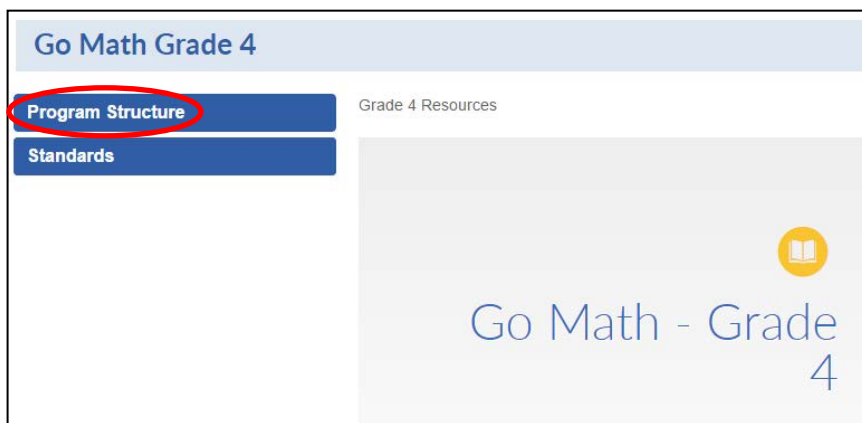 Go Math Grade 4
Program Structure
Standards
Grade 4 Resources
Go Math - Grade
4